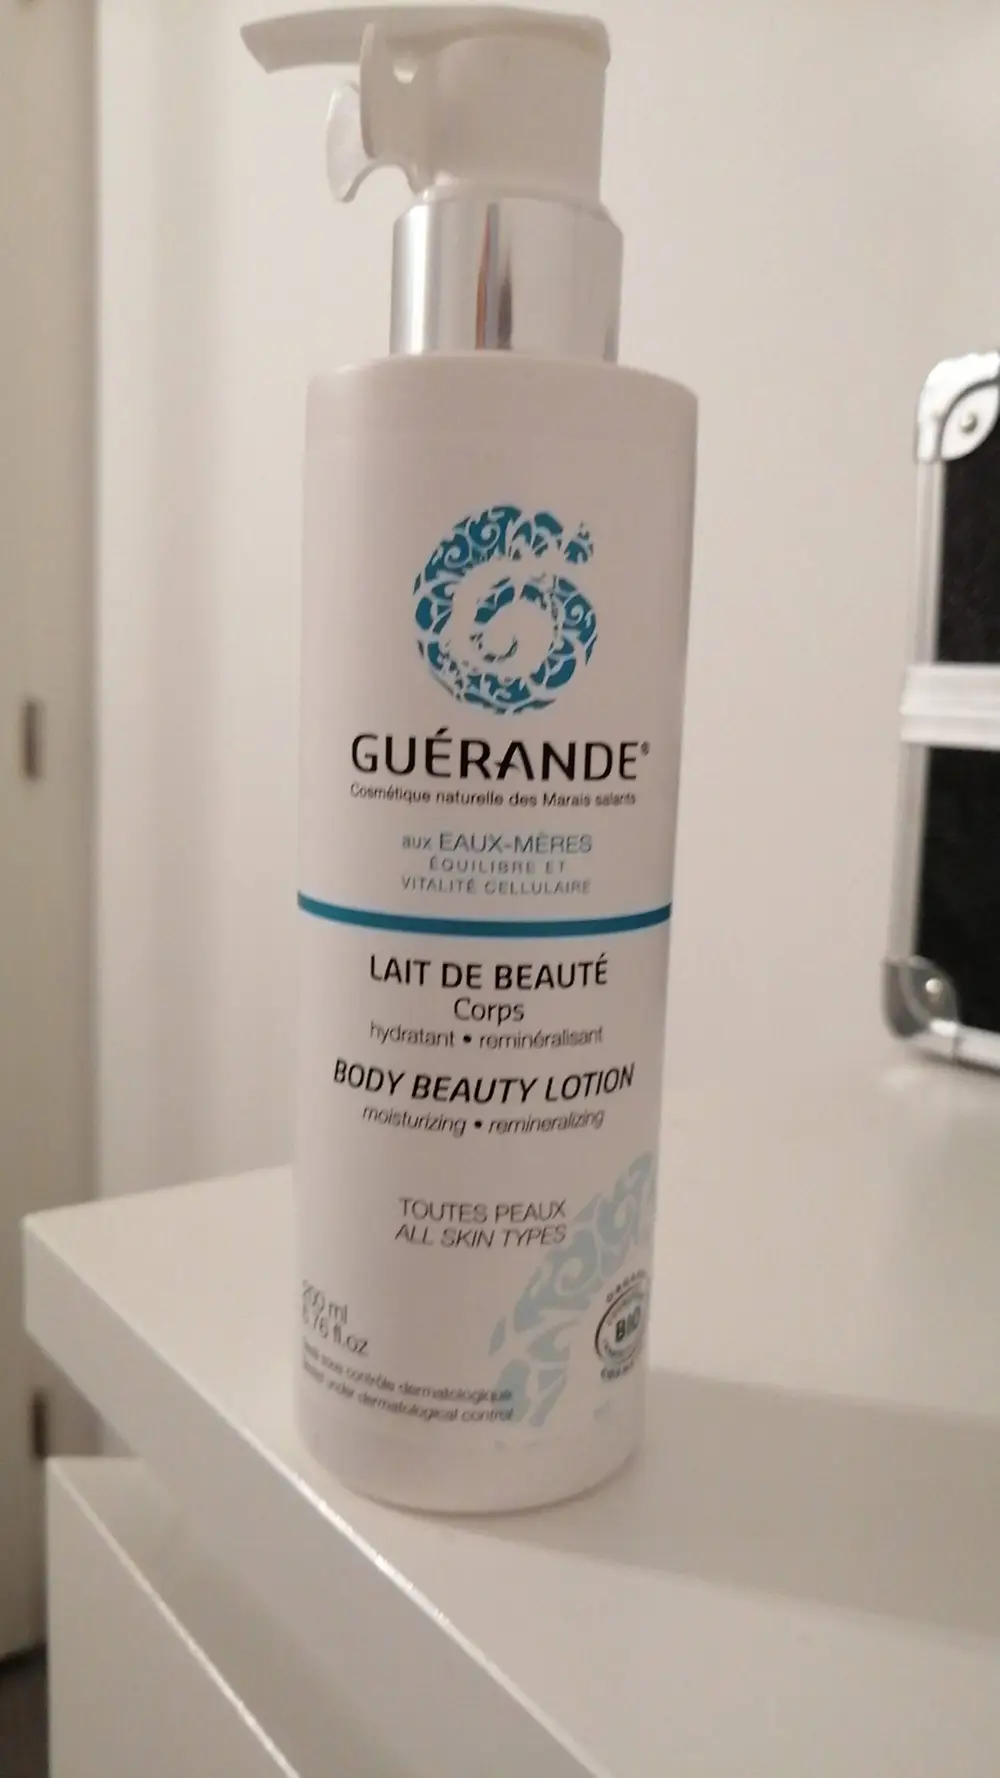 GUÉRANDE®
Cosmétique naturelle des Marais salants
aux EAUX-MÈRES
ÉQUILIBRE ET
VITALITÉ CELLULAIRE
LAIT DE BEAUTÉ
Corps
hydratant • reminéralisant
BODY BEAUTY LOTION
moisturizing • remineralizing
TOUTES PEAUX
ALL SKIN TYPES
200 ml
6.76 fl.oz
sous contrôle dermatologique
under dermatological control
BIO